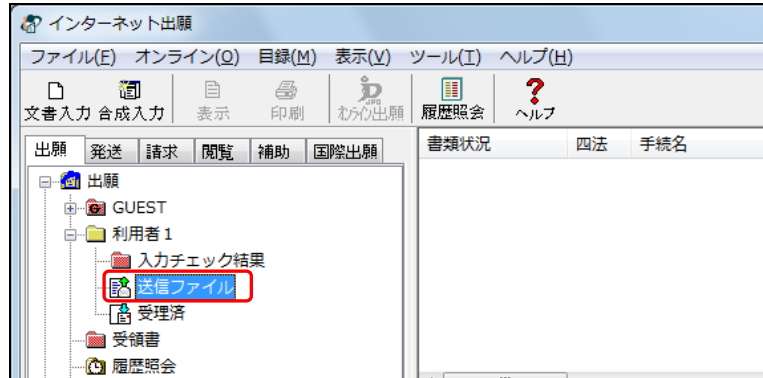 インターネット出願
ファイル(F) オンライン(O) 目録(M) 表示(V) ツール(T) ヘルプ(H)
文書入力 合成入力 表示 印刷 オンライン出願 履歴照会 ヘルプ
出願 発送 請求 閲覧 補助 国際出願
書類状況 四法 手続名
出願
GUEST
利用者1
入力チェック結果
送信ファイル
受理済
受領書
履歴照会